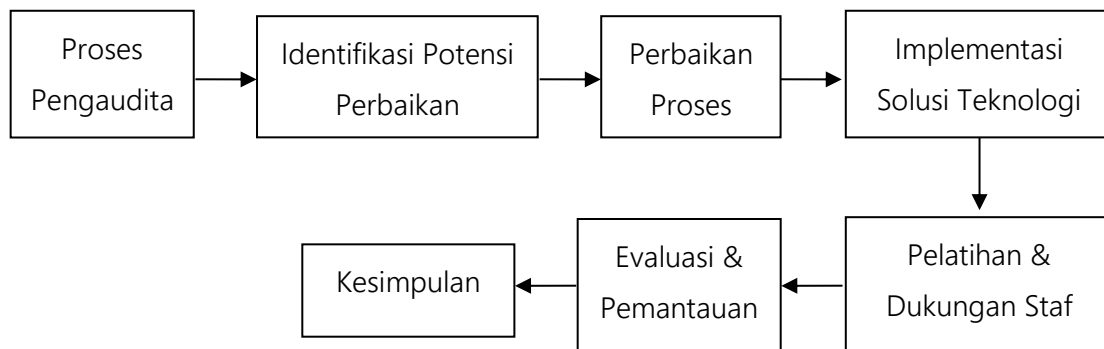 Proses
Pengaudita
Identifikasi Potensi
Perbaikan
Perbaikan
Proses
Implementasi
Solusi Teknologi
Pelatihan &
Dukungan Staf
Evaluasi &
Pemantauan
Kesimpulan